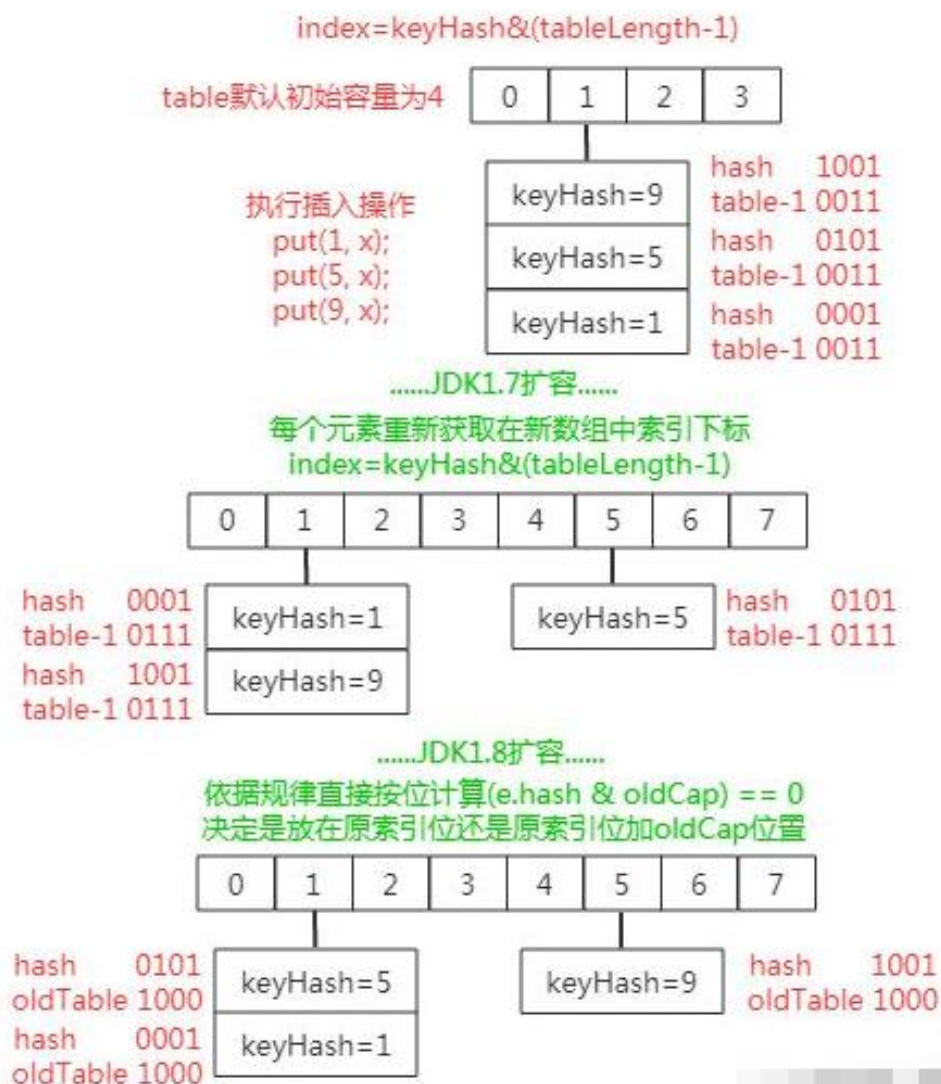 index=keyHash&(tableLength-1)
table默认初始容量为4
0 1 2 3
执行插入操作
put(1, x);
put(5, x);
put(9, x);
keyHash=9
hash 1001
table-1 0011
keyHash=5
hash 0101
table-1 0011
keyHash=1
hash 0001
table-1 0011
......JDK1.7扩容......
每个元素重新获取在新数组中索引下标
index=keyHash&(tableLength-1)
0 1 2 3 4 5 6 7
hash 0001
table-1 0111
keyHash=1
hash 1001
table-1 0111
keyHash=9
keyHash=5
hash 0101
table-1 0111
......JDK1.8扩容......
依据规律直接按位计算(e.hash & oldCap) == 0
决定是放在原索引位还是原索引位加oldCap位置
0 1 2 3 4 5 6 7
hash 0101
oldTable 1000
keyHash=5
hash 0001
oldTable 1000
keyHash=1
keyHash=9
hash 1001
oldTable 1000